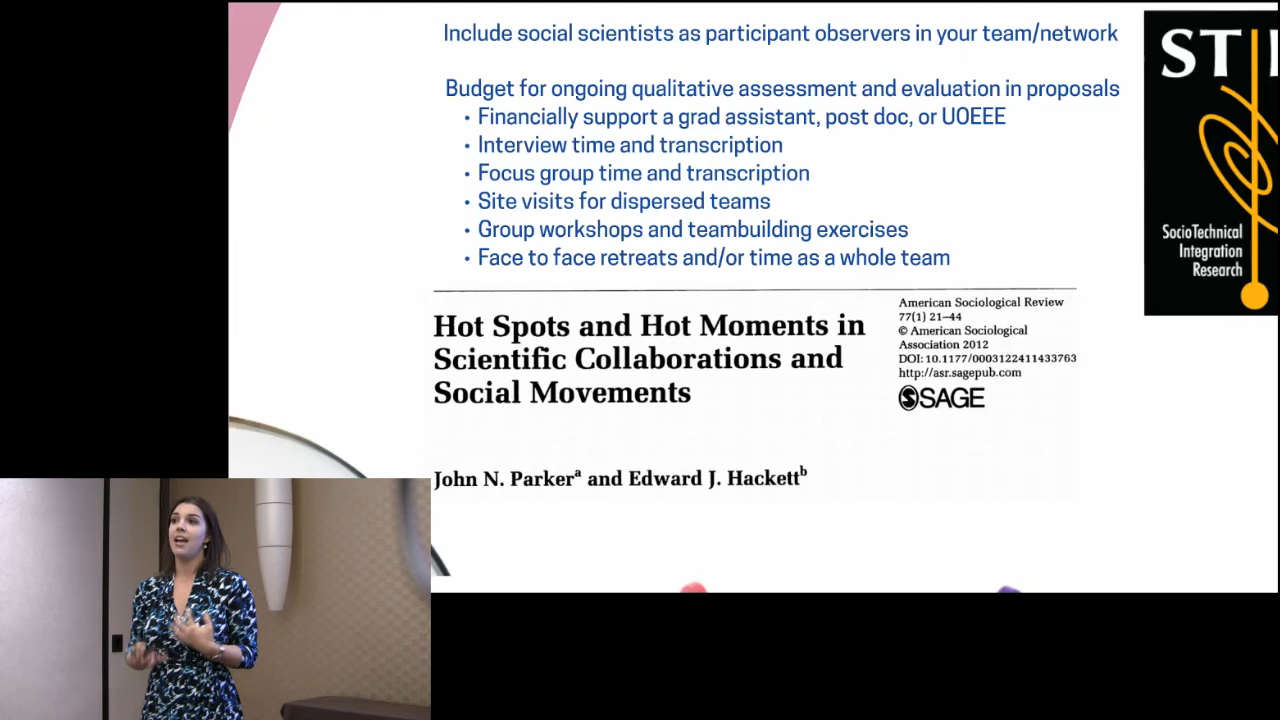 Include social scientists as participant observers in your team/network
Budget for ongoing qualitative assessment and evaluation in proposals
• Financially support a grad assistant, post doc, or UOEEE
• Interview time and transcription
• Focus group time and transcription
• Site visits for dispersed teams
• Group workshops and teambuilding exercises
• Face to face retreats and/or time as a whole team
Hot Spots and Hot Moments in
Scientific Collaborations and
Social Movements
American Sociological Review
77(1) 21–44
© American Sociological
Association 2012
DOI: 10.1177/0003122411433763
http://asr.sagepub.com
SAGE
John N. Parkerᵃ and Edward J. Hackettᵇ
ST
SocioTechnical
Integration
Research